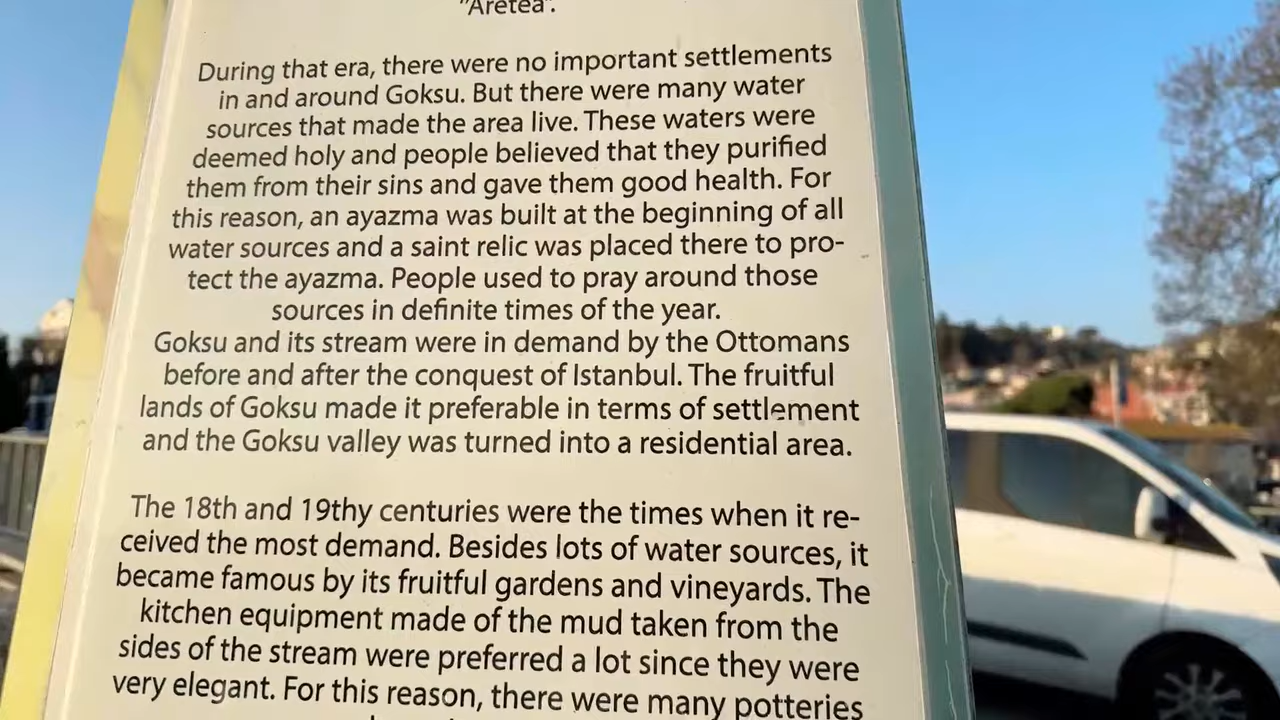 "Aretea".
During that era, there were no important settlements
in and around Goksu. But there were many water
sources that made the area live. These waters were
deemed holy and people believed that they purified
them from their sins and gave them good health. For
this reason, an ayazma was built at the beginning of all
water sources and a saint relic was placed there to pro-
tect the ayazma. People used to pray around those
sources in definite times of the year.
Goksu and its stream were in demand by the Ottomans
before and after the conquest of Istanbul. The fruitful
lands of Goksu made it preferable in terms of settlement
and the Goksu valley was turned into a residential area.
The 18th and 19thy centuries were the times when it re-
ceived the most demand. Besides lots of water sources, it
became famous by its fruitful gardens and vineyards. The
kitchen equipment made of the mud taken from the
sides of the stream were preferred a lot since they were
very elegant. For this reason, there were many potteries